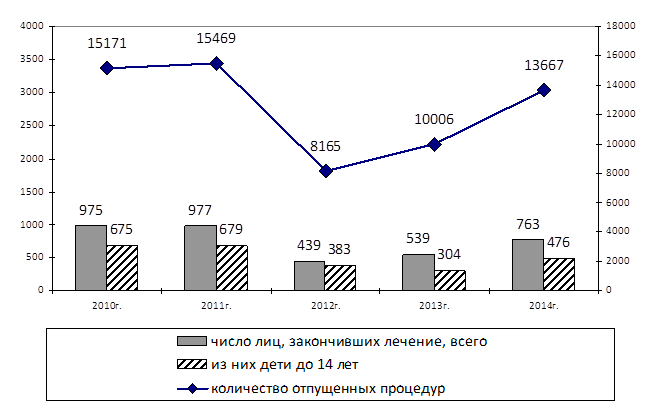 4000 18000
15171 15469
3500 16000
13667
3000 14000
2500 12000
10006
2000 8165 10000
1500 8000
975 977
1000 6000
675 679 763
539
439 383 476
304
500 4000
2000
0 0
2010г. 2011г. 2012г. 2013г. 2014г.
число лиц, закончивших лечение, всего
из них дети до 14 лет
количество отпущенных процедур